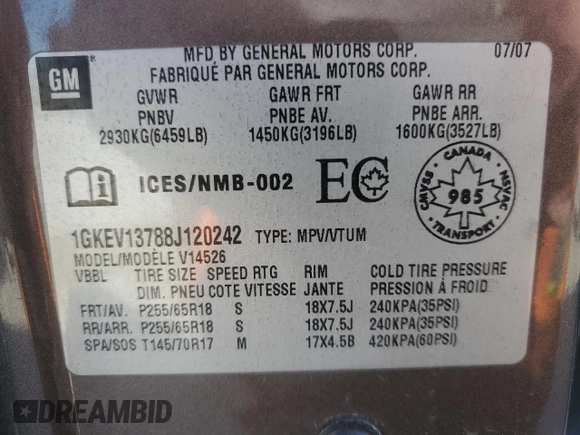 GM
MFD BY GENERAL MOTORS CORP. 07/07
FABRIQUÉ PAR GENERAL MOTORS CORP.
GVWR GAWR FRT GAWR RR
PNBV PNBE AV. PNBE ARR.
2930KG(6459LB) 1450KG(3196LB) 1600KG(3527LB)
ICES/NMB-002 EC
CANADA
CMVSS 985 NSVAC
TRANSPORT
1GKEV13788J120242 TYPE: MPV/VTUM
MODEL/MODÈLE V14526
VBBL TIRE SIZE SPEED RTG RIM COLD TIRE PRESSURE
DIM. PNEU COTE VITESSE JANTE PRESSION À FROID
FRT/AV. P255/65R18 S 18X7.5J 240KPA(35PSI)
RR/ARR. P255/65R18 S 18X7.5J 240KPA(35PSI)
SPA/SOS T145/70R17 M 17X4.5B 420KPA(60PSI)
DREAMBID